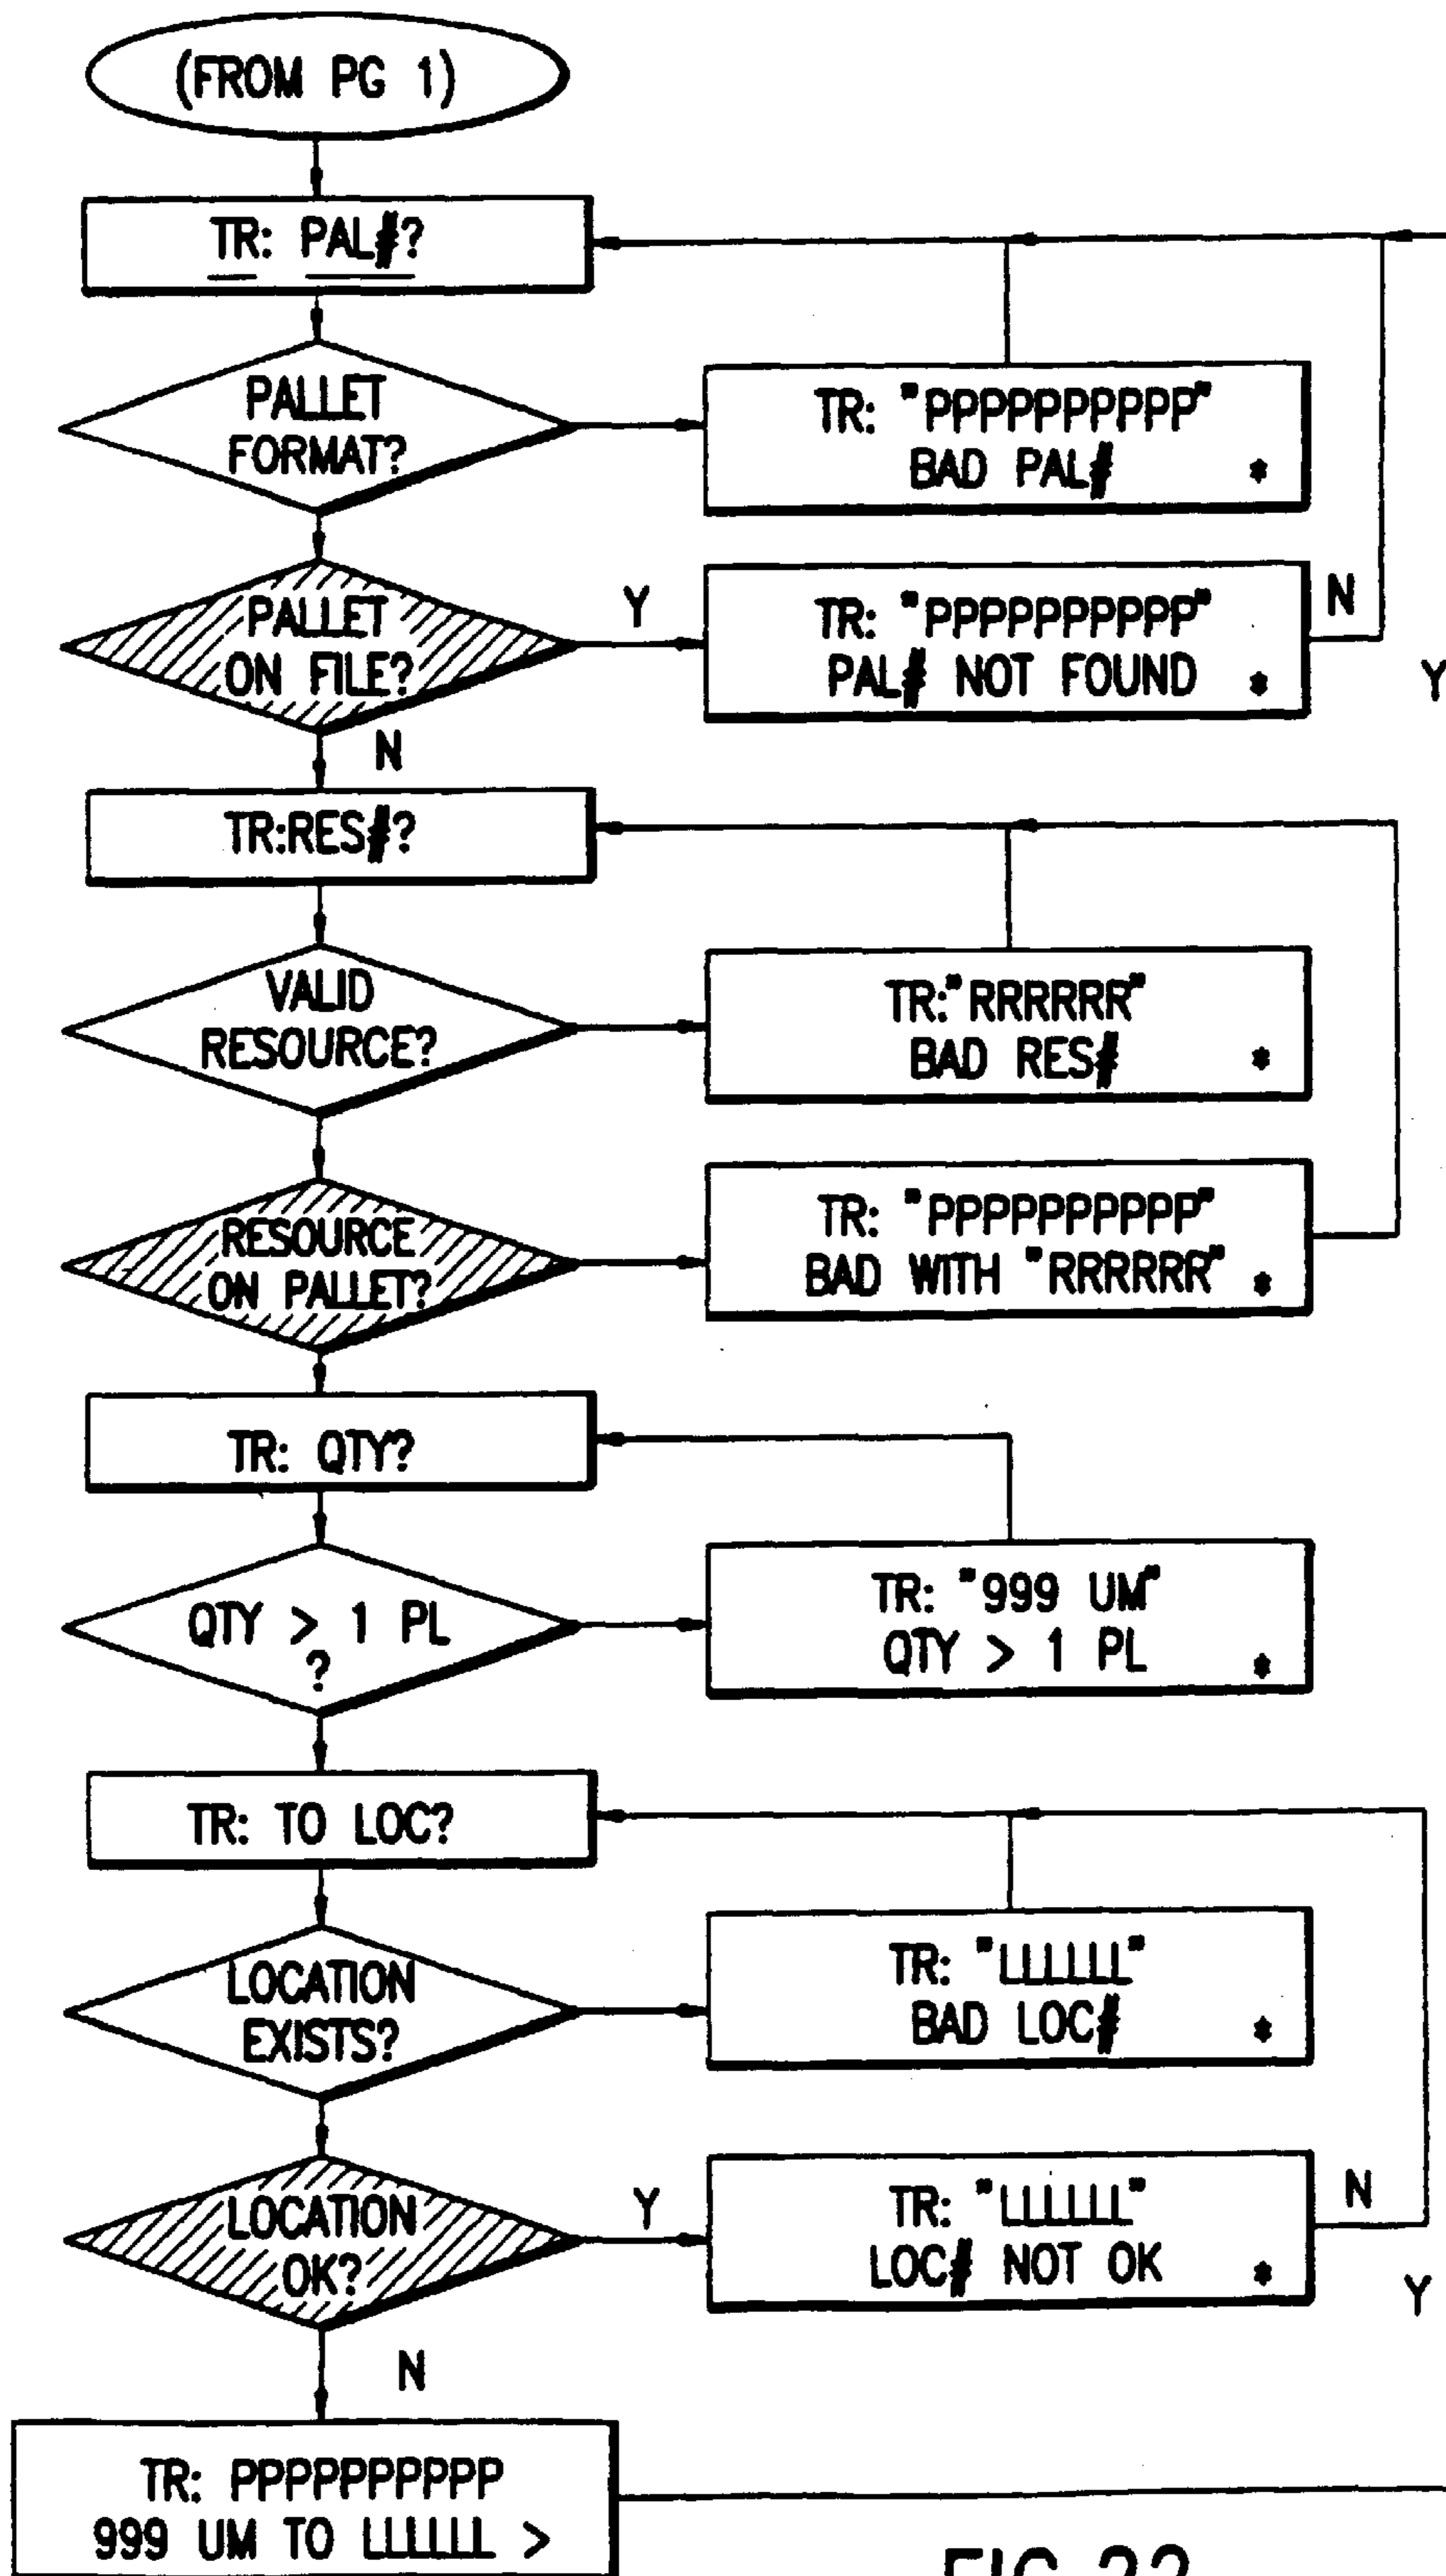 (FROM PG 1)
TR: PAL#?
PALLET
FORMAT?
TR: "PPPPPPPPPP"
BAD PAL#
*
PALLET
ON FILE?
Y
TR: "PPPPPPPPPP"
PAL# NOT FOUND
*
N
Y
N
TR:RES#?
VALID
RESOURCE?
TR:"RRRRRR"
BAD RES#
*
RESOURCE
ON PALLET?
TR: "PPPPPPPPPP"
BAD WITH "RRRRRR"
*
TR: QTY?
QTY > 1 PL
?
TR: "999 UM"
QTY > 1 PL
*
TR: TO LOC?
LOCATION
EXISTS?
TR: "LLLLLL"
BAD LOC#
*
LOCATION
OK?
Y
TR: "LLLLLL"
LOC# NOT OK
*
N
Y
N
TR: PPPPPPPPPP
999 UM TO LLLLLL >